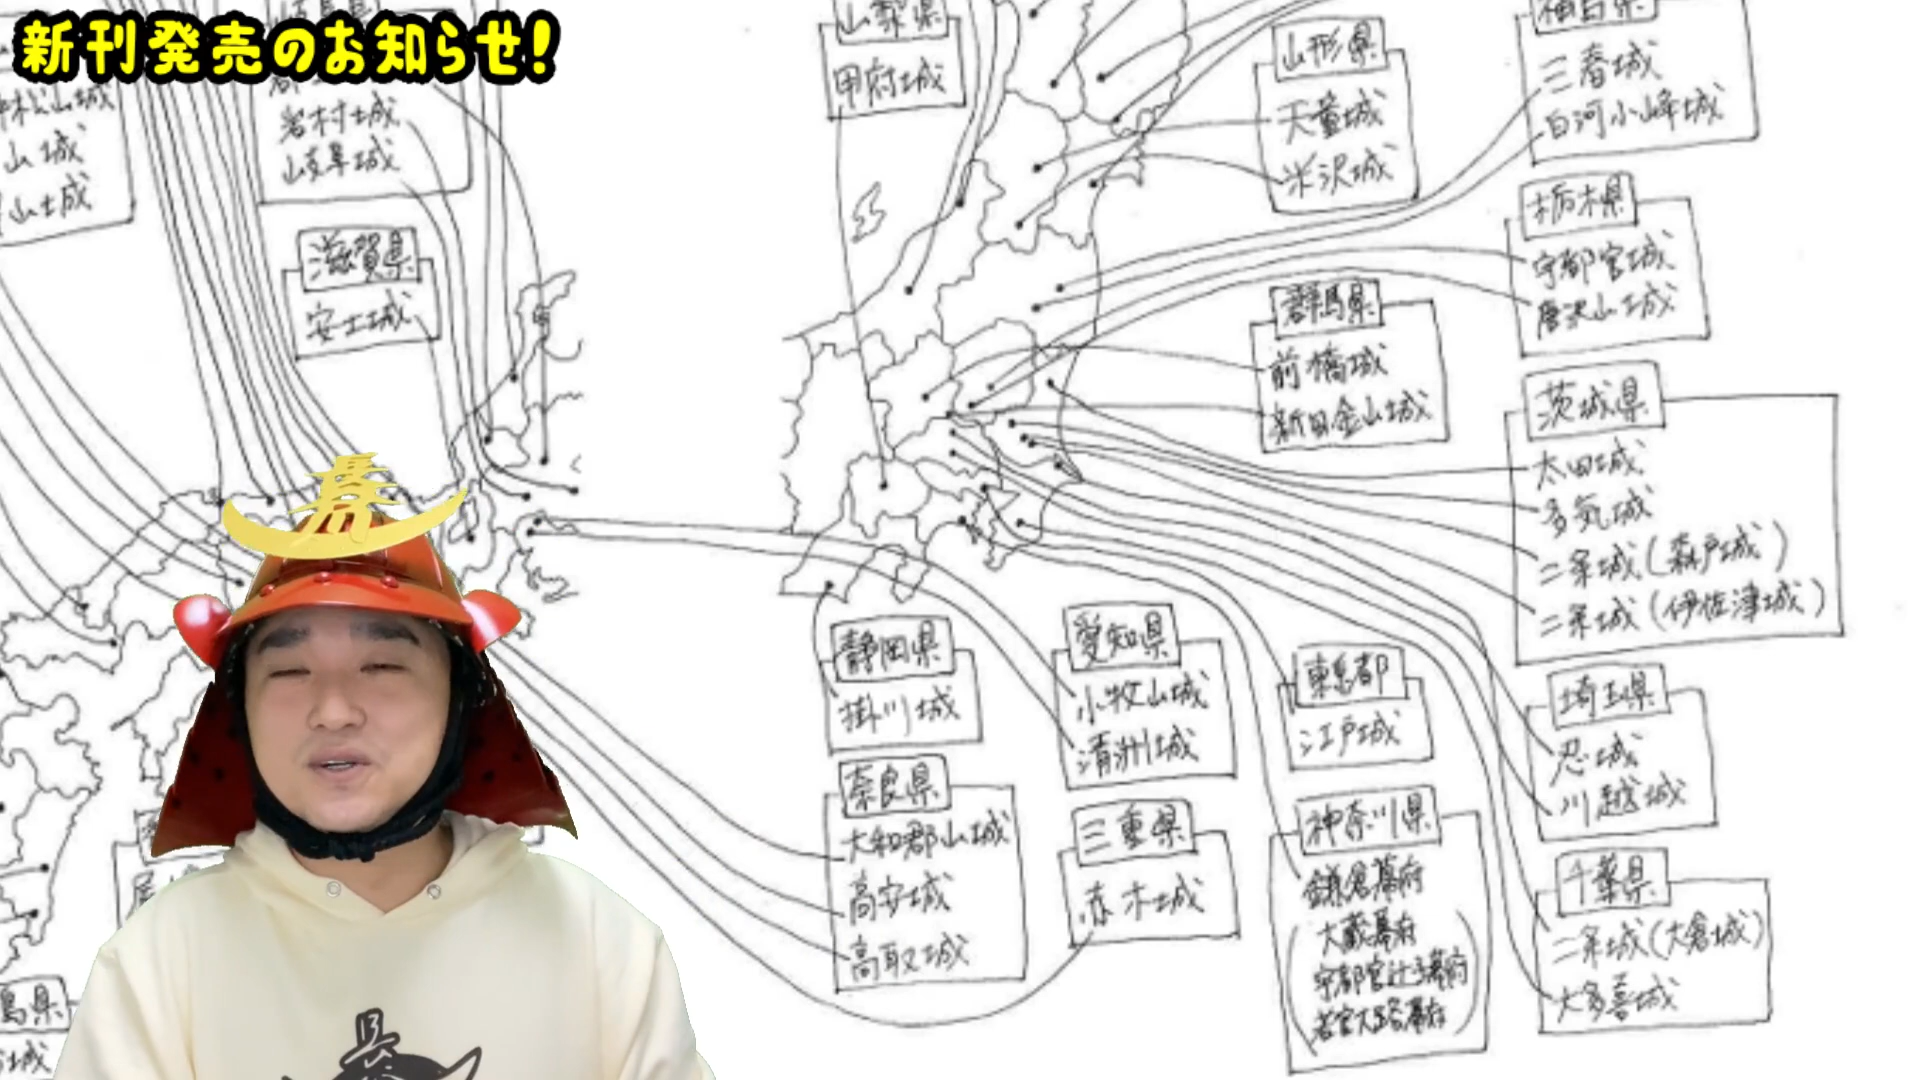 新刊発売のお知らせ!
山城
岩村城
岐阜城
滋賀県
安土城
山梨県
甲府城
山形県
天童城
米沢城
三春城
白河小峰城
栃木県
宇都宮城
唐沢山城
群馬県
前橋城
新田金山城
茨城県
太田城
多気城
二条城(森戸城)
二条城(伊佐津城)
静岡県
掛川城
愛知県
小牧山城
清洲城
東京都
江戸城
埼玉県
忍城
川越城
奈良県
大和郡山城
高安城
高取城
三重県
赤木城
神奈川県
鎌倉幕府
大蔵幕府
宇都宮辻子幕府
若宮大路幕府
千葉県
二条城(大倉城)
大多喜城